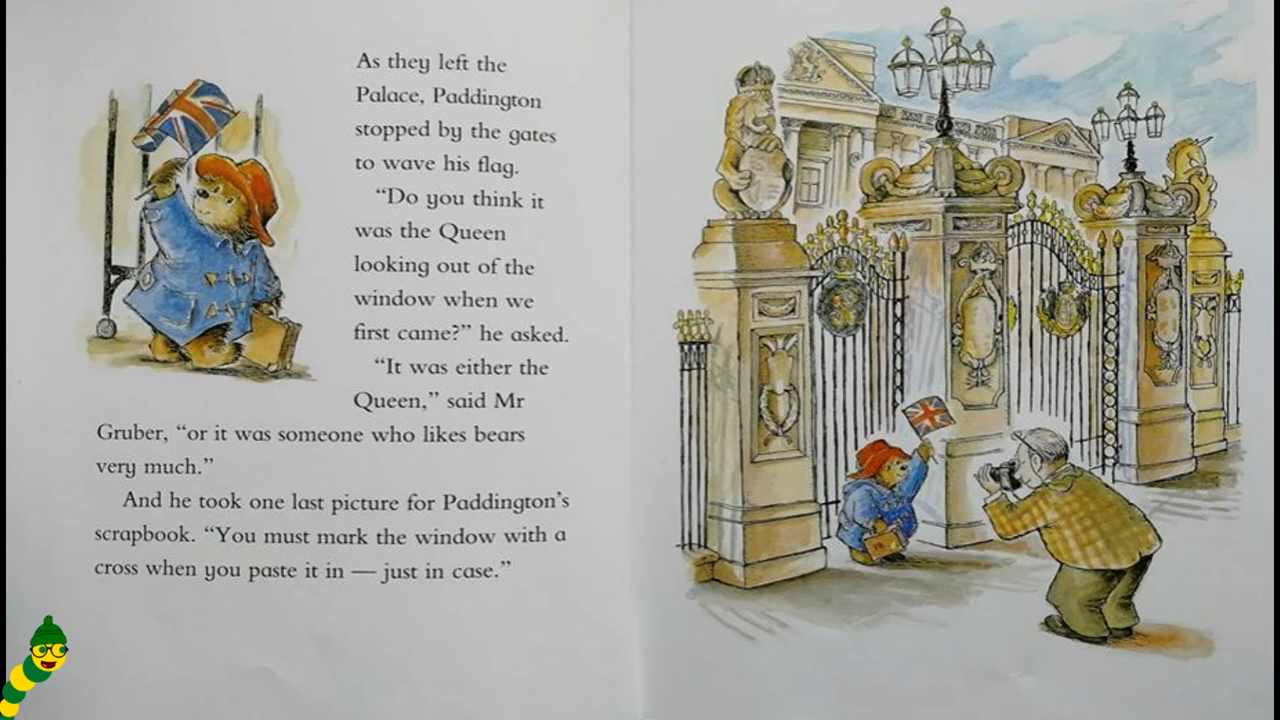 As they left the
Palace, Paddington
stopped by the gates
to wave his flag.
“Do you think it
was the Queen
looking out of the
window when we
first came?” he asked.
“It was either the
Queen,” said Mr
Gruber, “or it was someone who likes bears
very much.”
And he took one last picture for Paddington’s
scrapbook. “You must mark the window with a
cross when you paste it in — just in case.”